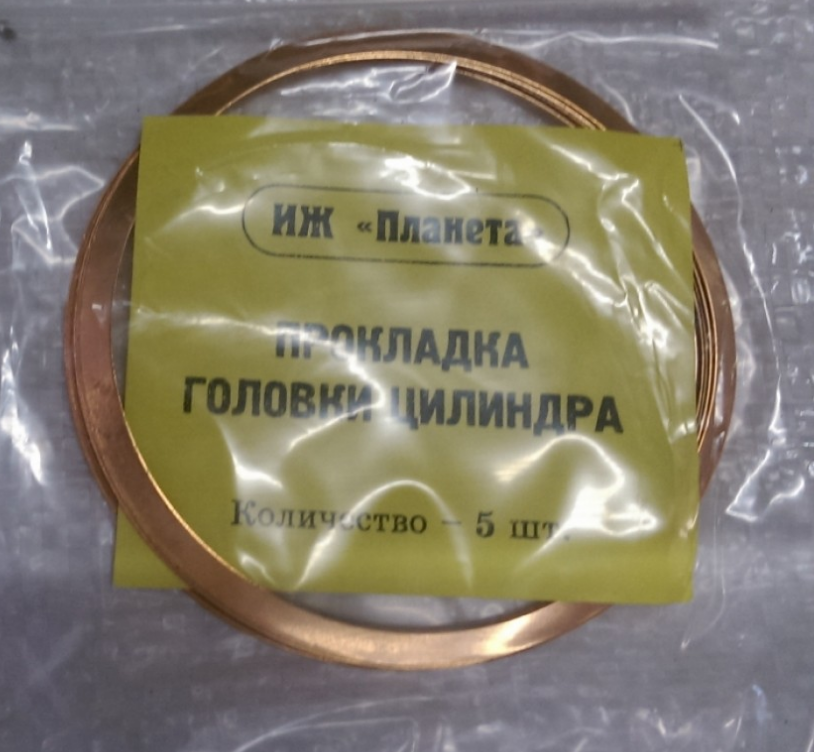 ИЖ «Планета»
ПРОКЛАДКА
ГОЛОВКИ ЦИЛИНДРА
Количество – 5 шт.